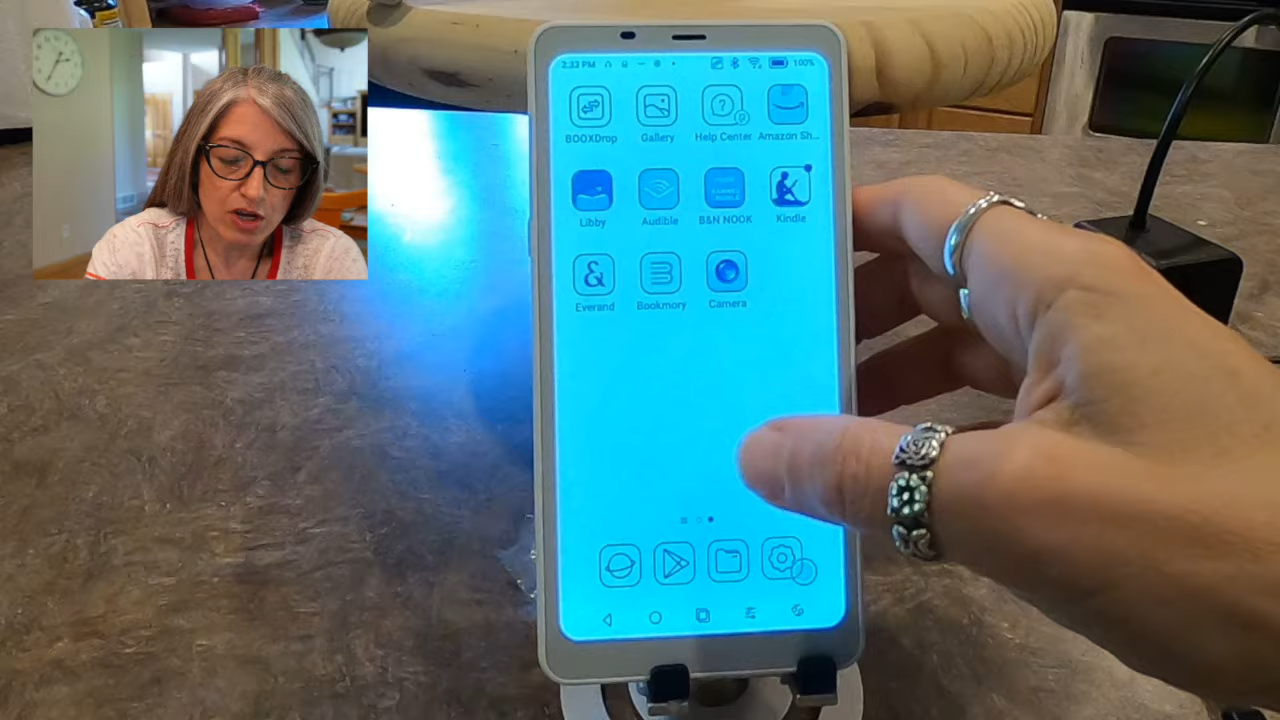 2:33 PM 100%
BOOXDrop Gallery Help Center Amazon Sh...
Libby Audible B&N NOOK Kindle
Everand Bookmory Camera